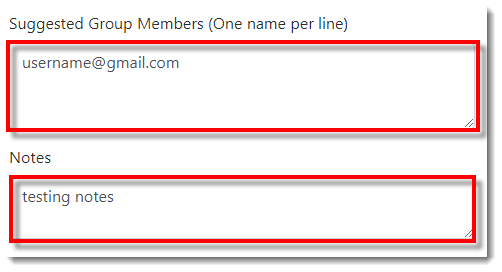 Suggested Group Members (One name per line)
username@gmail.com
Notes
testing notes